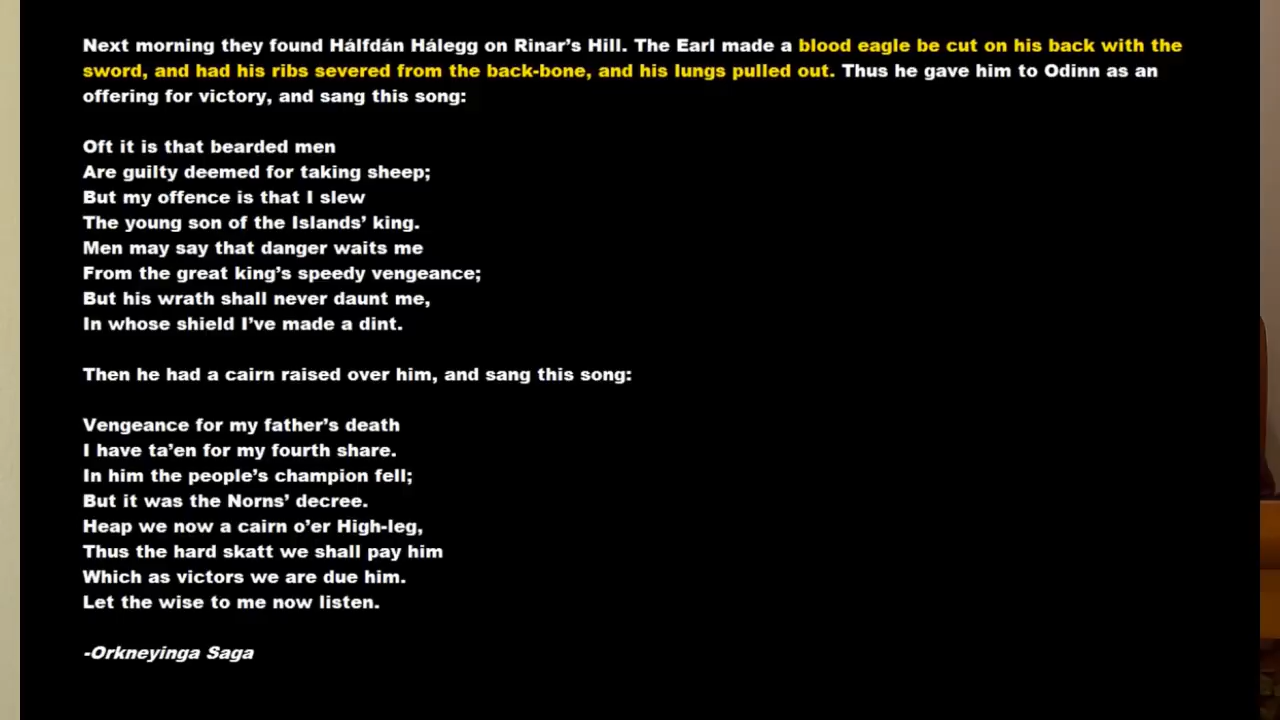 Next morning they found Hálfdán Hálegg on Rinar’s Hill. The Earl made a blood eagle be cut on his back with the
sword, and had his ribs severed from the back-bone, and his lungs pulled out. Thus he gave him to Odinn as an
offering for victory, and sang this song:
Oft it is that bearded men
Are guilty deemed for taking sheep;
But my offence is that I slew
The young son of the Islands’ king.
Men may say that danger waits me
From the great king’s speedy vengeance;
But his wrath shall never daunt me,
In whose shield I’ve made a dint.
Then he had a cairn raised over him, and sang this song:
Vengeance for my father’s death
I have ta’en for my fourth share.
In him the people’s champion fell;
But it was the Norns’ decree.
Heap we now a cairn o’er High-leg,
Thus the hard skatt we shall pay him
Which as victors we are due him.
Let the wise to me now listen.
-Orkneyinga Saga